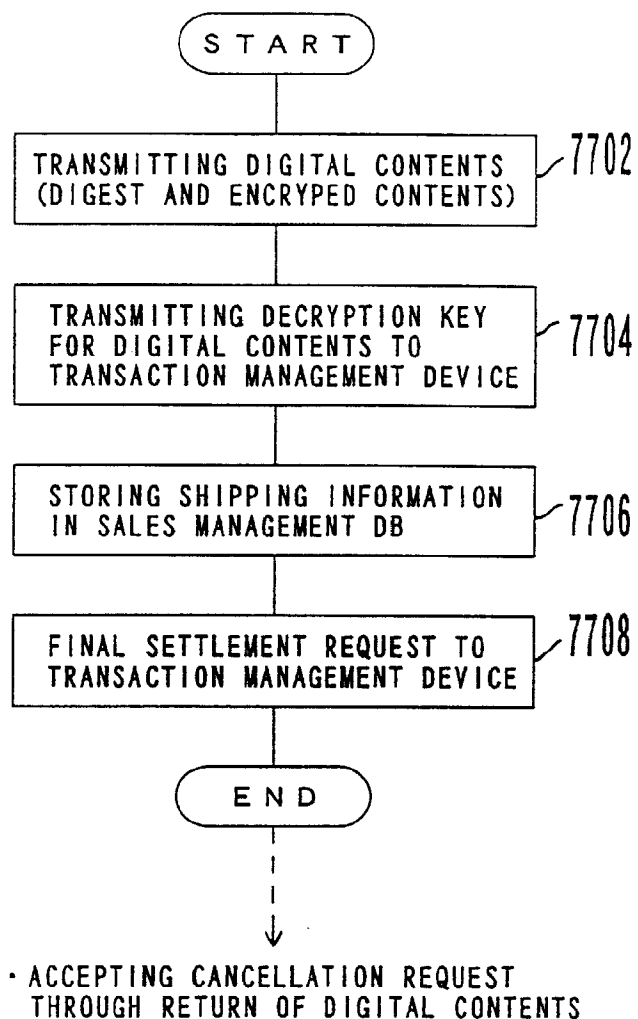 START
TRANSMITTING DIGITAL CONTENTS
(DIGEST AND ENCRYPED CONTENTS)
7702
TRANSMITTING DECRYPTION KEY
FOR DIGITAL CONTENTS TO
TRANSACTION MANAGEMENT DEVICE
7704
STORING SHIPPING INFORMATION
IN SALES MANAGEMENT DB
7706
FINAL SETTLEMENT REQUEST TO
TRANSACTION MANAGEMENT DEVICE
7708
END
· ACCEPTING CANCELLATION REQUEST
THROUGH RETURN OF DIGITAL CONTENTS